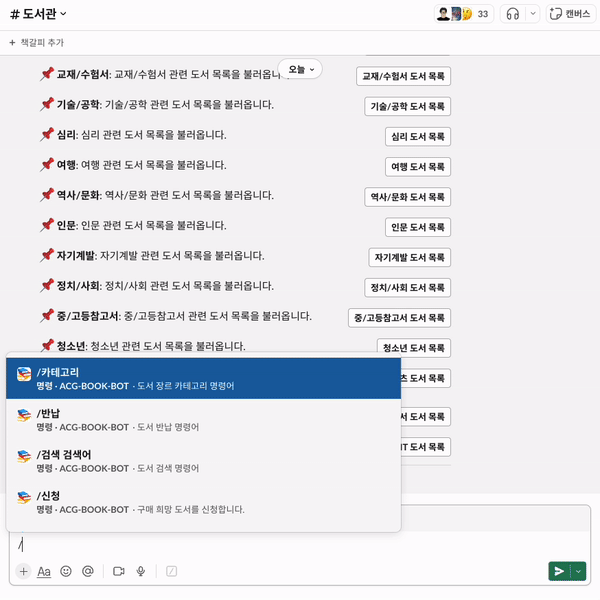 # 도서관
33
캔버스
+ 책갈피 추가
오늘
교재/수험서: 교재/수험서 관련 도서 목록을 불러옵니
교재/수험서 도서 목록
기술/공학: 기술/공학 관련 도서 목록을 불러옵니다.
기술/공학 도서 목록
심리: 심리 관련 도서 목록을 불러옵니다.
심리 도서 목록
여행: 여행 관련 도서 목록을 불러옵니다.
여행 도서 목록
역사/문화: 역사/문화 관련 도서 목록을 불러옵니다.
역사/문화 도서 목록
인문: 인문 관련 도서 목록을 불러옵니다.
인문 도서 목록
자기계발: 자기계발 관련 도서 목록을 불러옵니다.
자기계발 도서 목록
정치/사회: 정치/사회 관련 도서 목록을 불러옵니다.
정치/사회 도서 목록
중/고등참고서: 중/고등참고서 관련 도서 목록을 불러옵니다.
중/고등참고서 도서 목록
청소년: 청소년 관련 도서 목록을 불러옵니다.
청소년 도서 목록
츠 도서 목록
서 도서 목록
IT 도서 목록
/카테고리
명령 · ACG-BOOK-BOT · 도서 장르 카테고리 명령어
/반납
명령 · ACG-BOOK-BOT · 도서 반납 명령어
/검색 검색어
명령 · ACG-BOOK-BOT · 도서 검색 명령어
/신청
명령 · ACG-BOOK-BOT · 구매 희망 도서를 신청합니다.
/
Aa